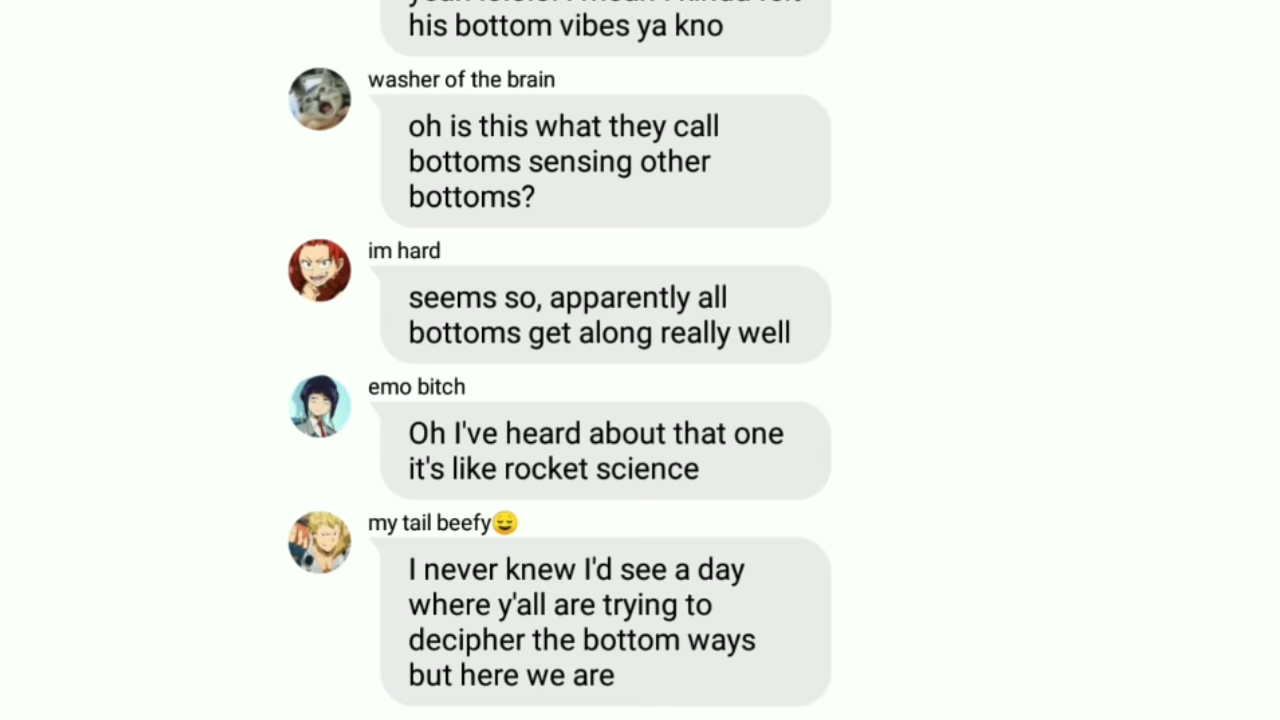 his bottom vibes ya kno
washer of the brain
oh is this what they call
bottoms sensing other
bottoms?
im hard
seems so, apparently all
bottoms get along really well
emo bitch
Oh I've heard about that one
it's like rocket science
my tail beefy😌
I never knew I'd see a day
where y'all are trying to
decipher the bottom ways
but here we are